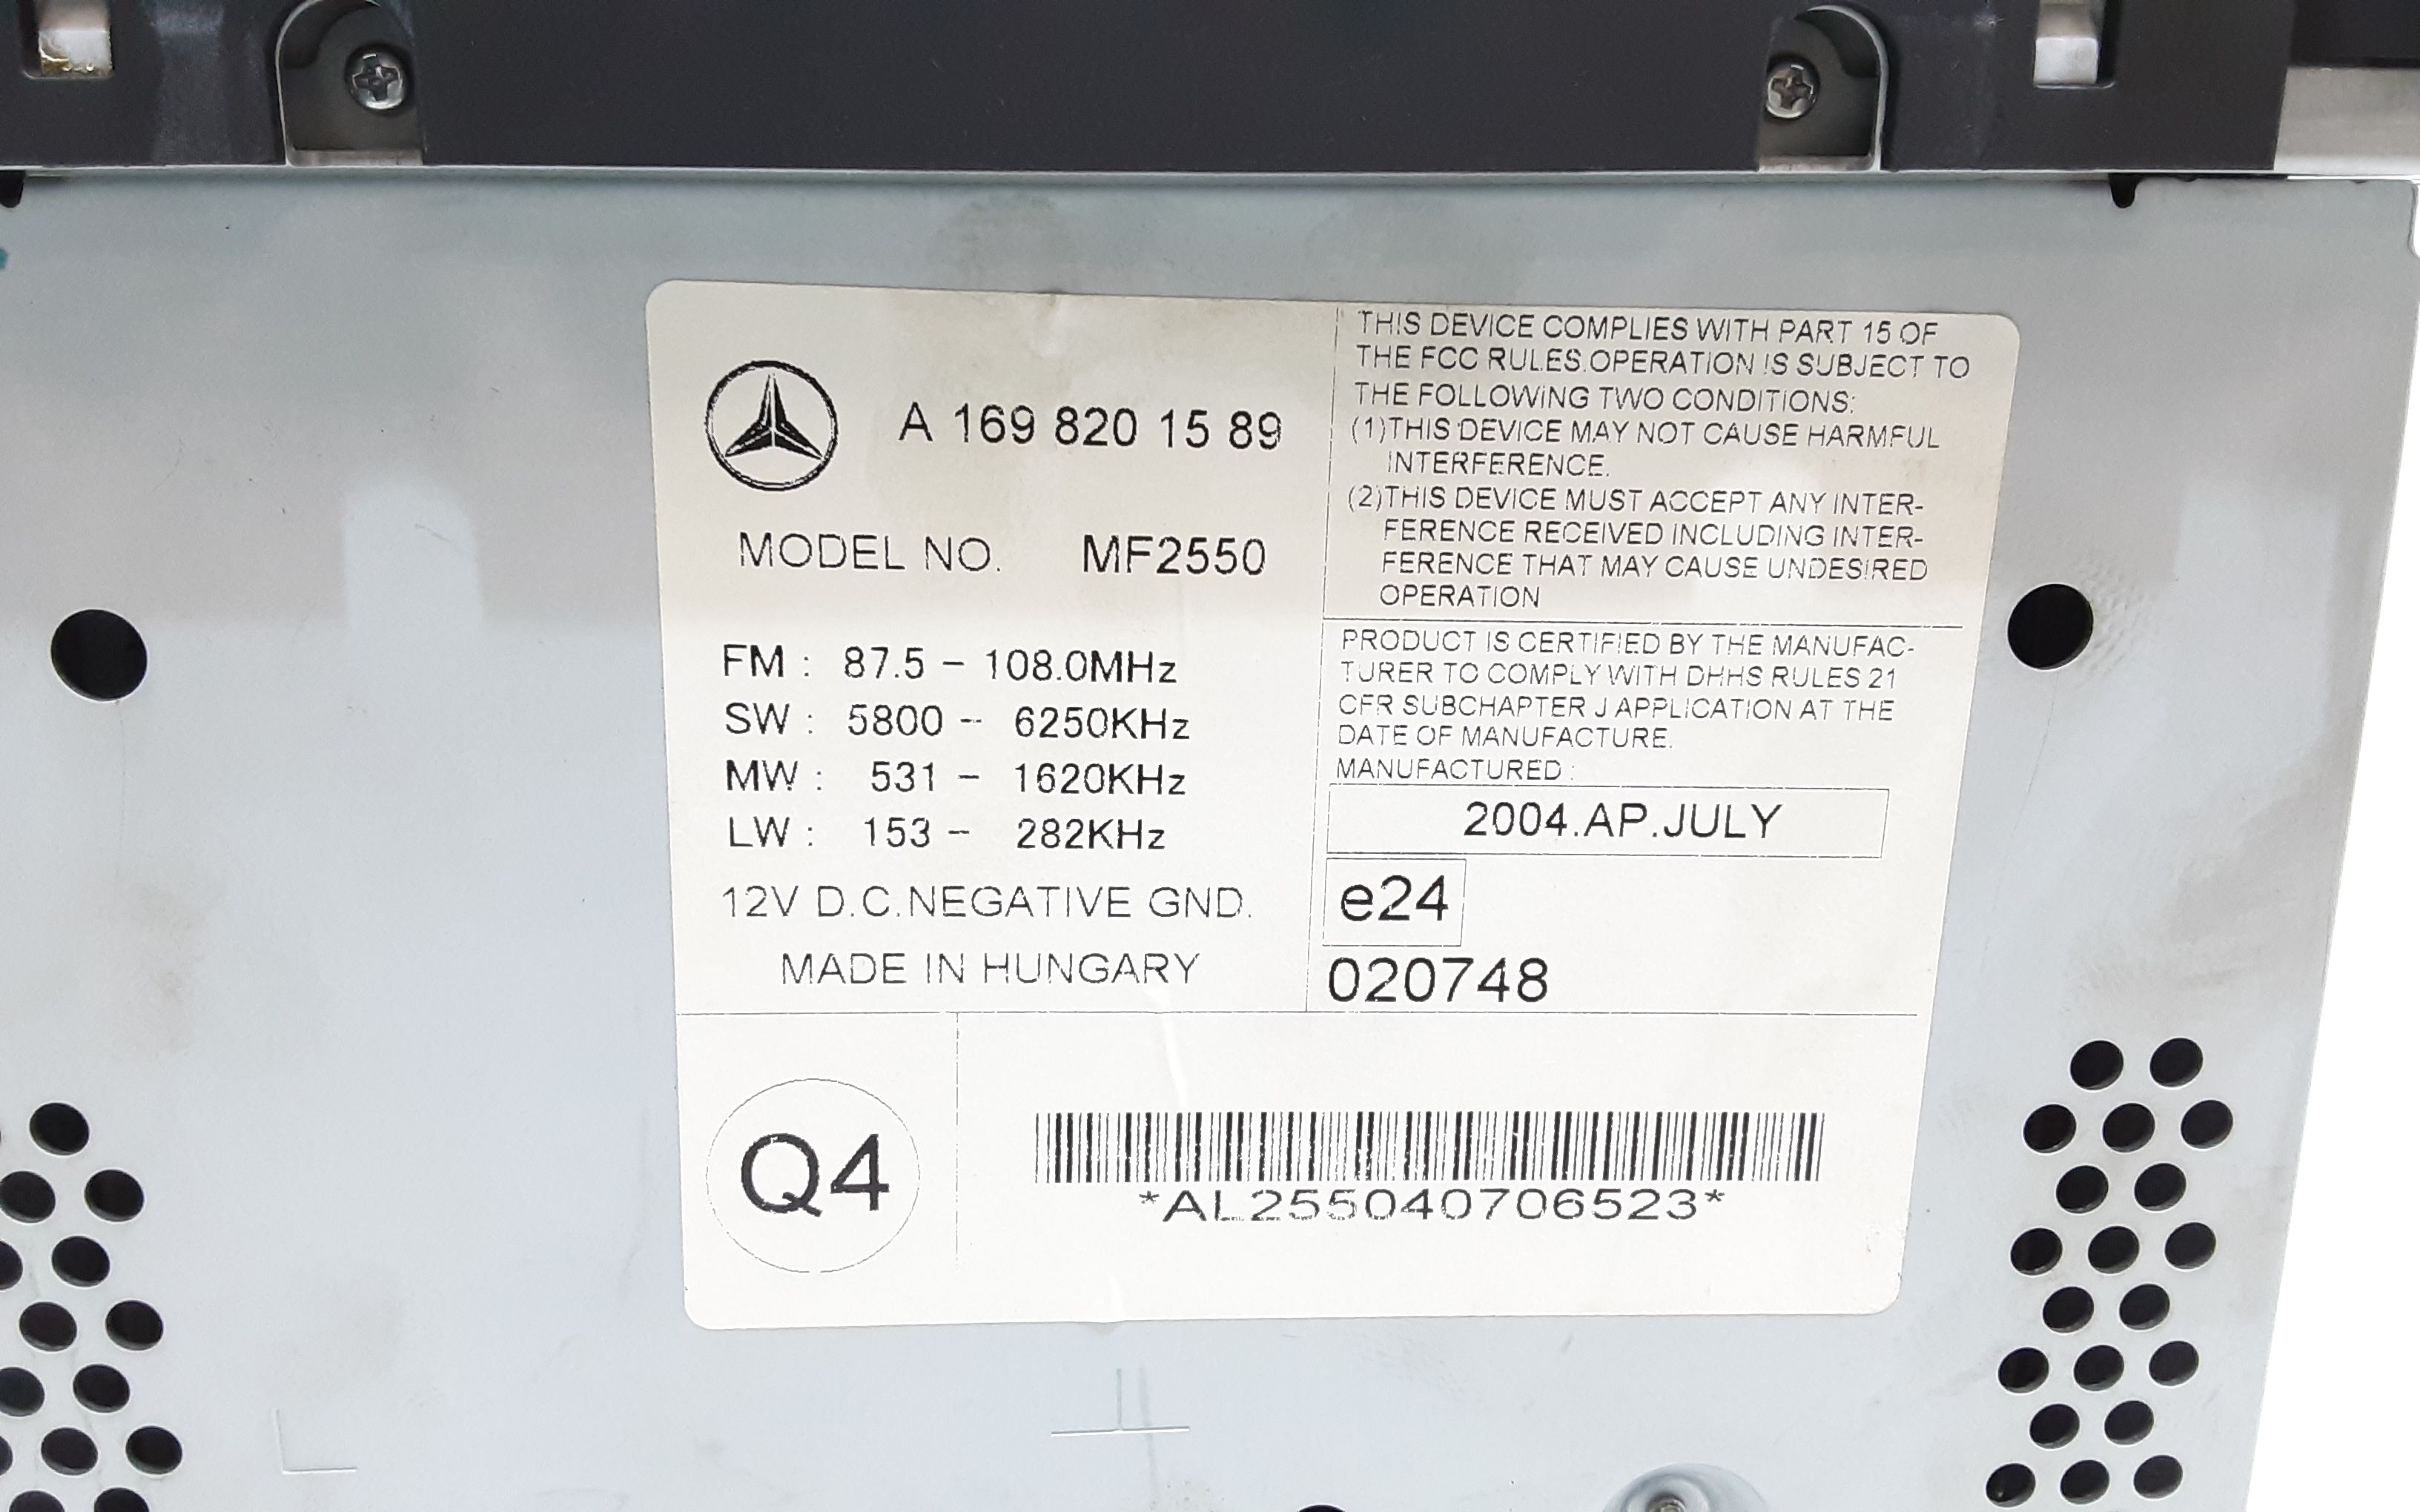 A 169 820 15 89
MODEL NO. MF2550
FM : 87.5 - 108.0MHz
SW : 5800 - 6250KHz
MW : 531 - 1620KHz
LW : 153 - 282KHz
12V D.C.NEGATIVE GND.
MADE IN HUNGARY
THIS DEVICE COMPLIES WITH PART 15 OF
THE FCC RULES.OPERATION IS SUBJECT TO
THE FOLLOWING TWO CONDITIONS:
(1)THIS DEVICE MAY NOT CAUSE HARMFUL
INTERFERENCE.
(2)THIS DEVICE MUST ACCEPT ANY INTER-
FERENCE RECEIVED INCLUDING INTER-
FERENCE THAT MAY CAUSE UNDESIRED
OPERATION
PRODUCT IS CERTIFIED BY THE MANUFAC-
TURER TO COMPLY WITH DHHS RULES 21
CFR SUBCHAPTER J APPLICATION AT THE
DATE OF MANUFACTURE.
MANUFACTURED :
2004.AP.JULY
e24
020748
Q4
*AL255040706523*